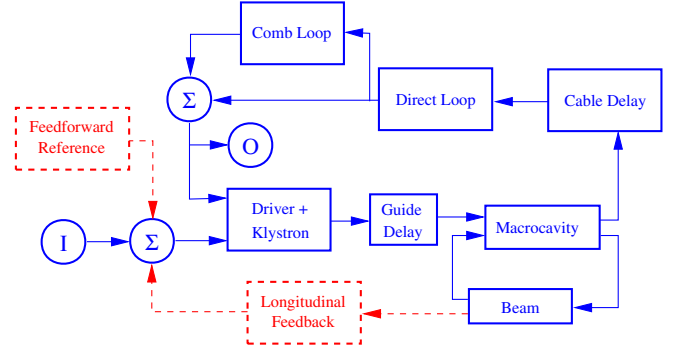 Comb Loop
Σ
Direct Loop
Cable Delay
Feedforward
Reference
O
Driver +
Klystron
Guide
Delay
Macrocavity
I
Σ
Longitudinal
Feedback
Beam